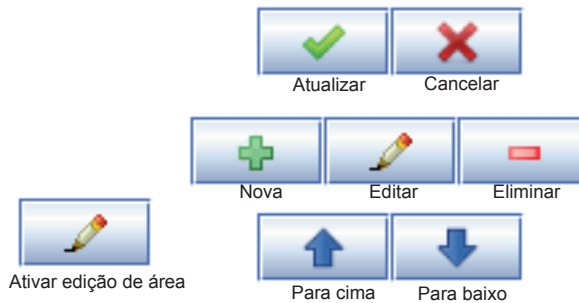 Atualizar Cancelar
Nova Editar Eliminar
Ativar edição de área
Para cima Para baixo